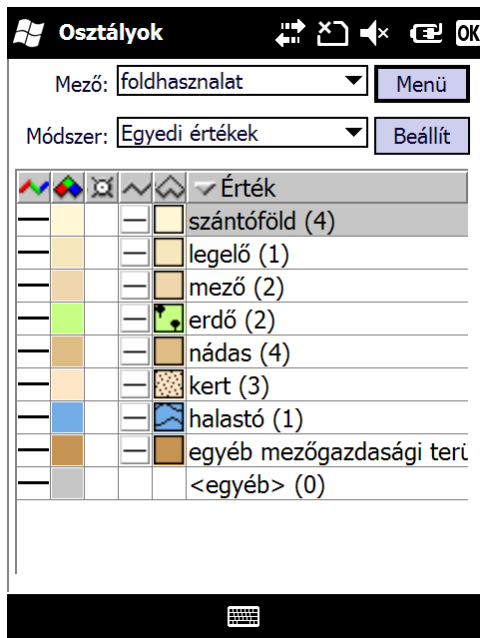 Osztályok OK
Mező: foldhasznalat Menü
Módszer: Egyedi értékek Beállít
Érték
szántóföld (4)
legelő (1)
mező (2)
erdő (2)
nádas (4)
kert (3)
halastó (1)
egyéb mezőgazdasági terü
<egyéb> (0)